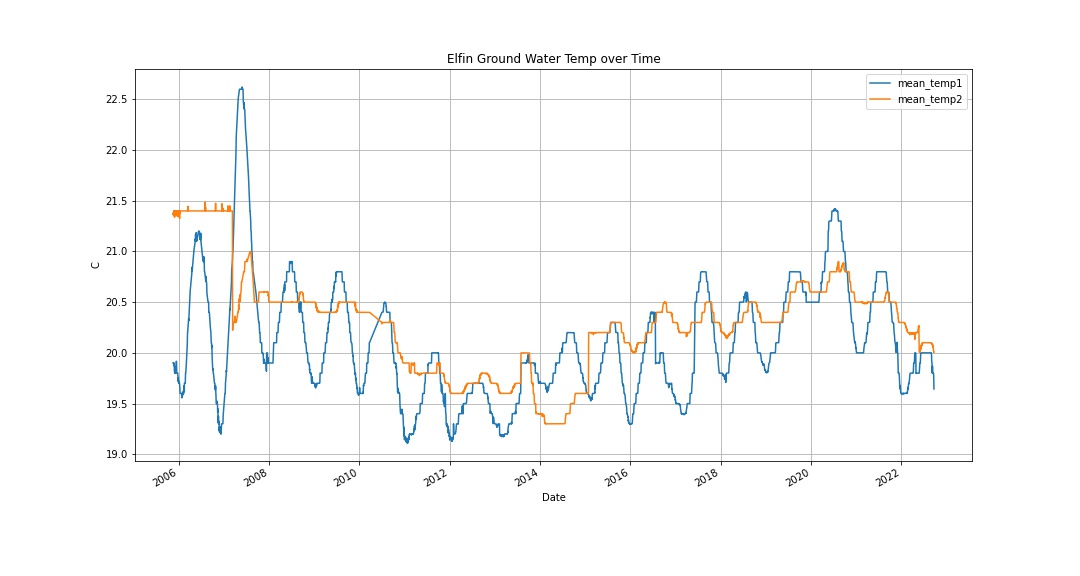 Elfin Ground Water Temp over Time
mean_temp1
mean_temp2
22.5
22.0
21.5
21.0
20.5
20.0
19.5
19.0
C
2006 2008 2010 2012 2014 2016 2018 2020 2022
Date